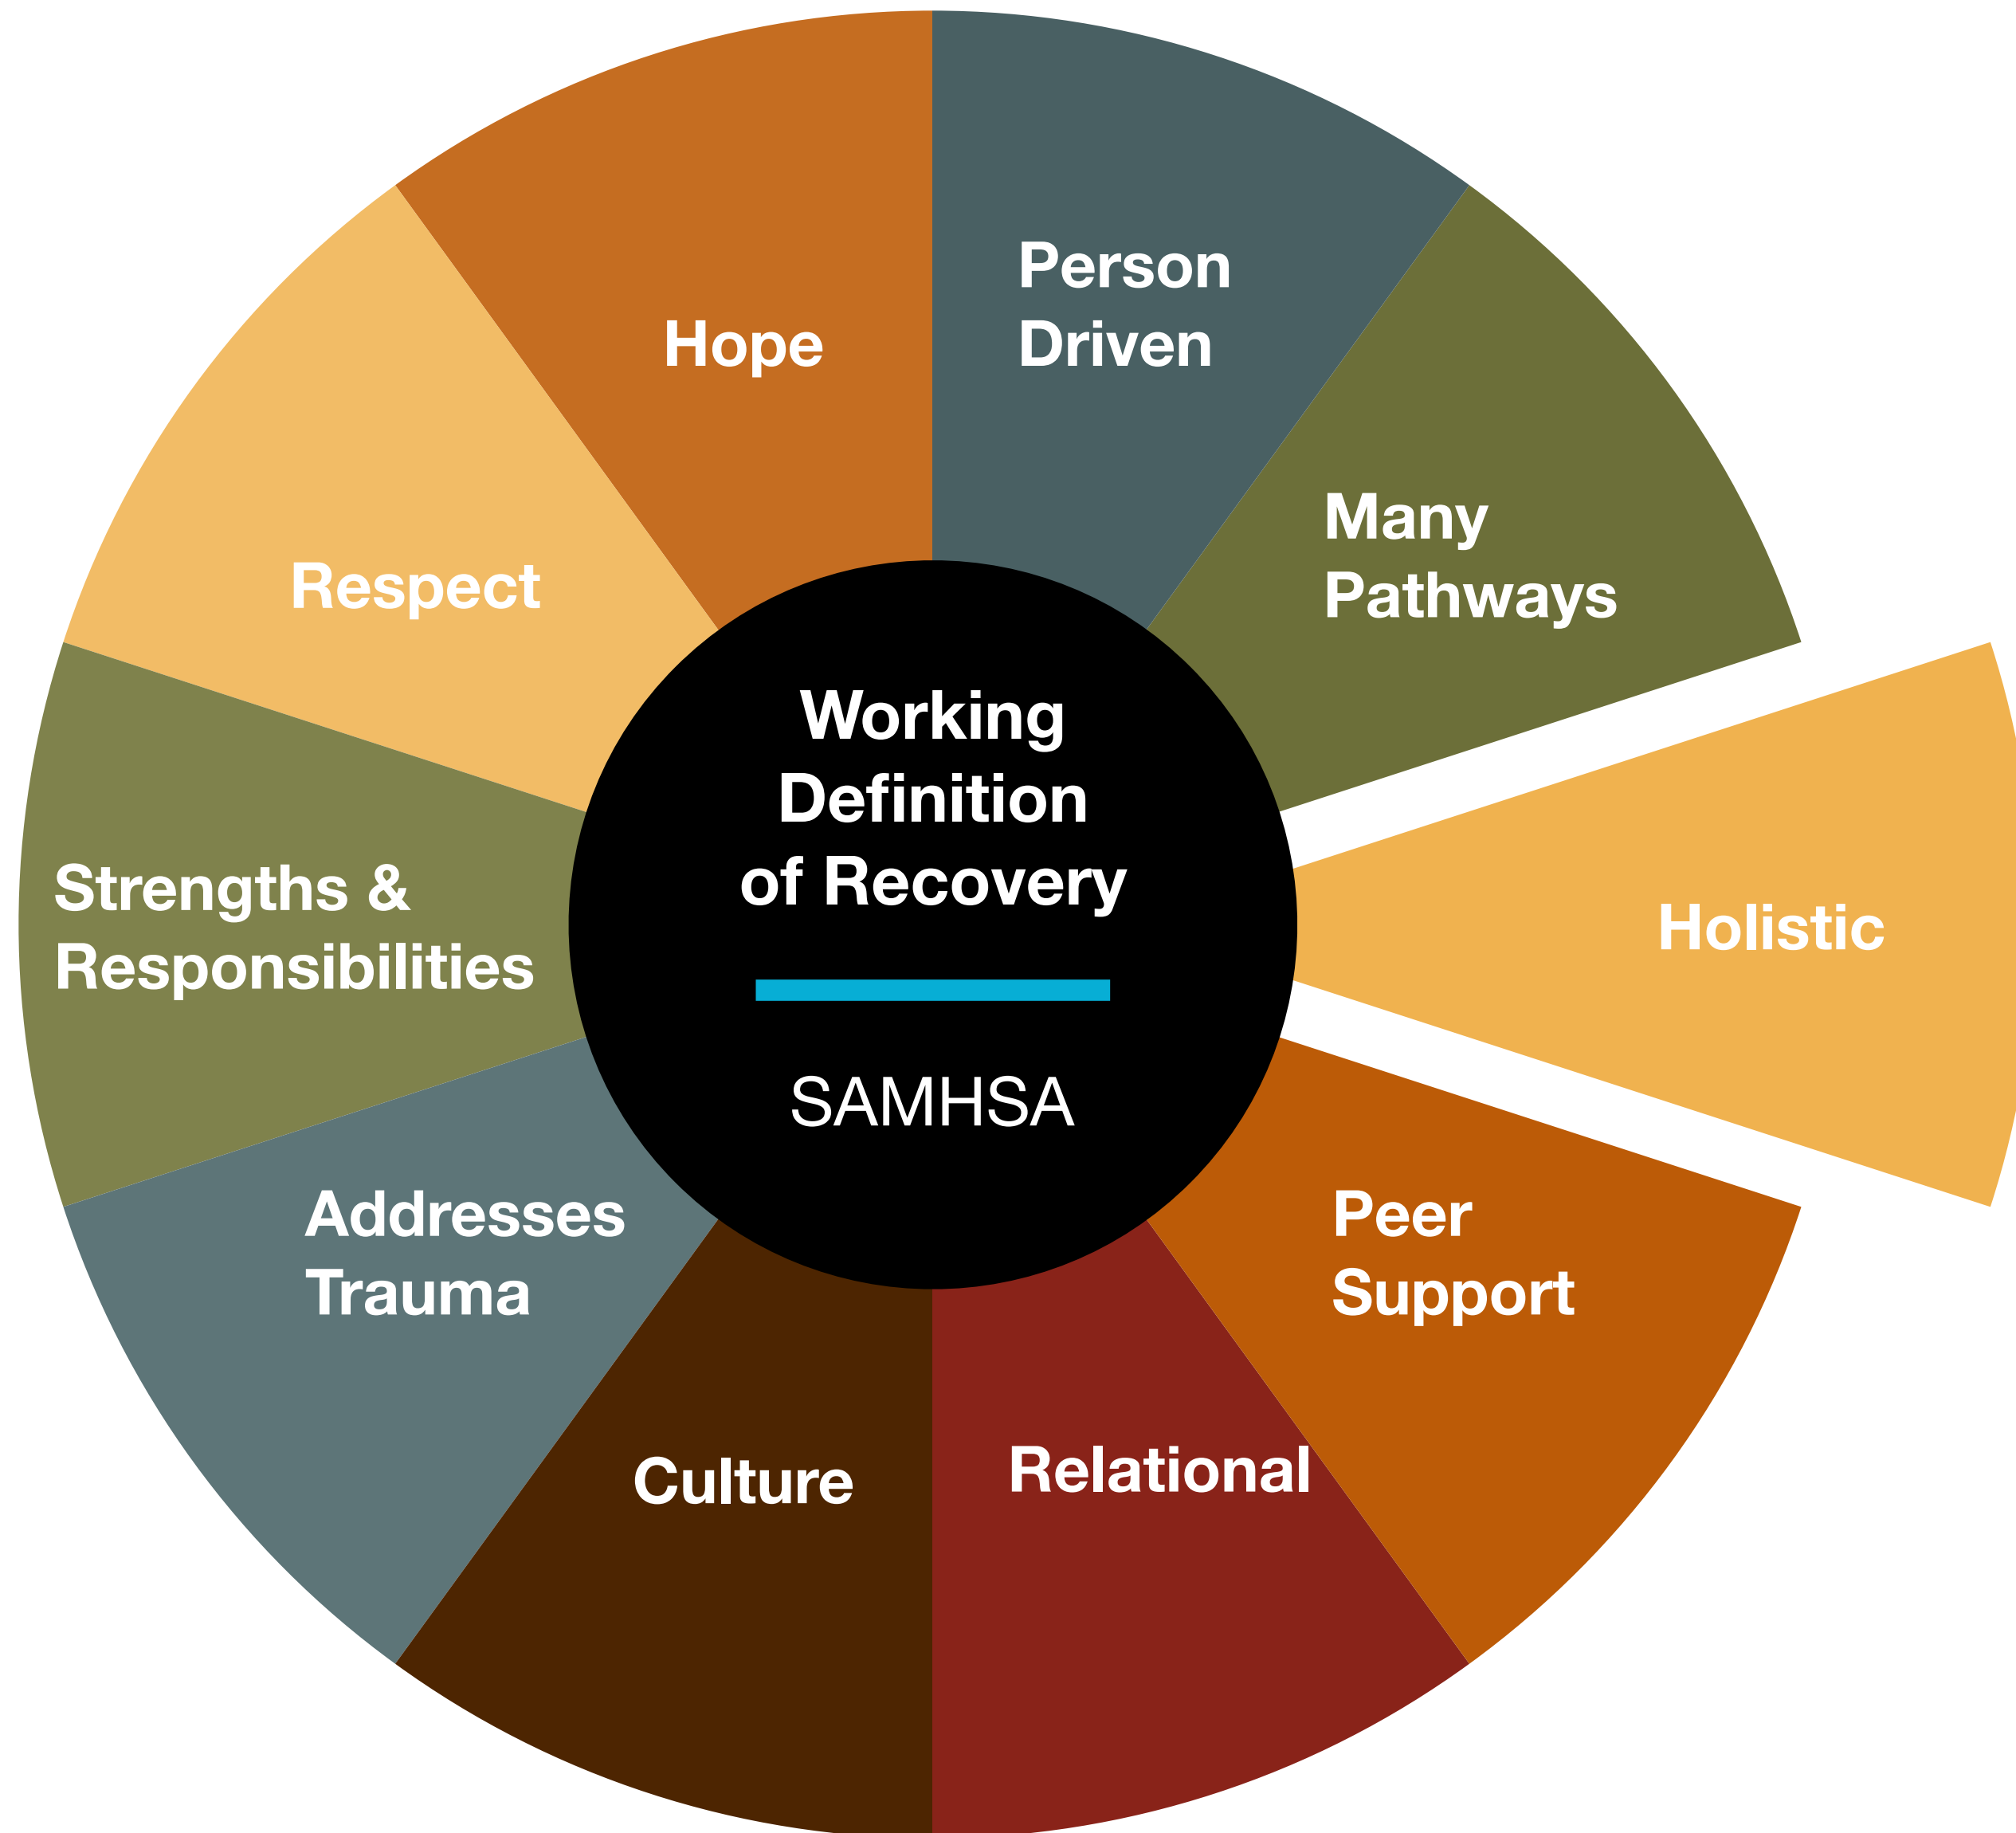 Person
Driven
Hope
Many
Pathways
Respect
Working
Definition
of Recovery
SAMHSA
Strengths &
Responsibilities
Holistic
Addresses
Trauma
Peer
Support
Culture
Relational